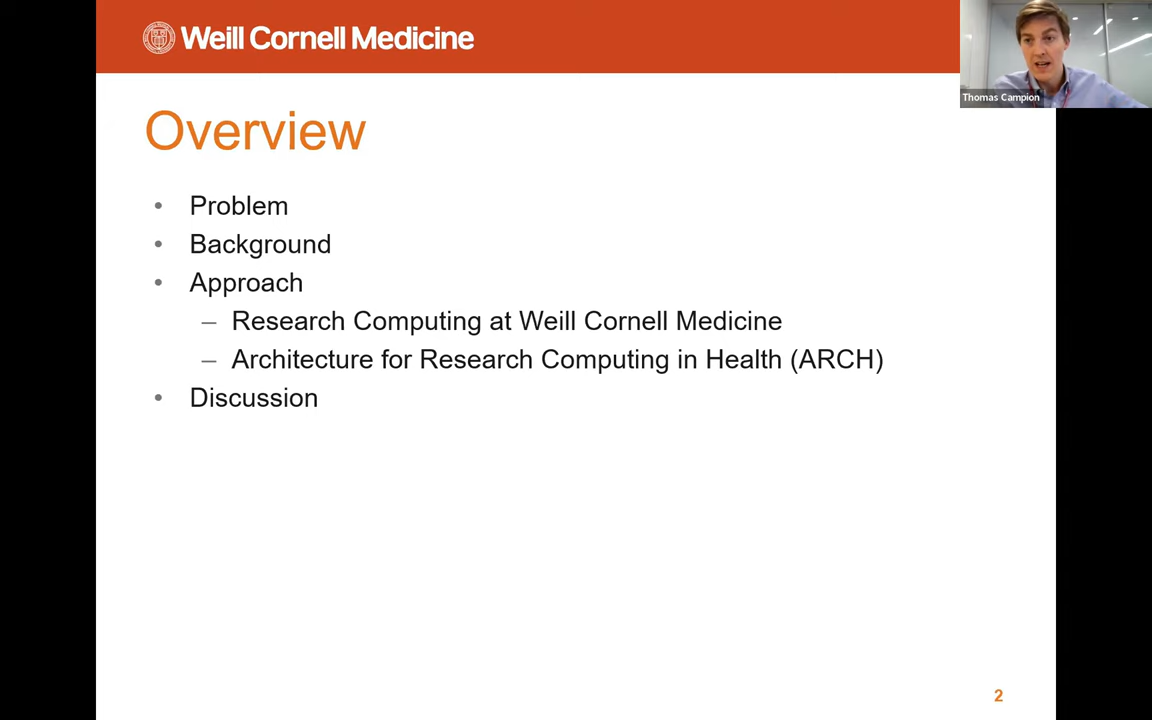 Weill Cornell Medicine
Thomas Campion
Overview
• Problem
• Background
• Approach
– Research Computing at Weill Cornell Medicine
– Architecture for Research Computing in Health (ARCH)
• Discussion
2